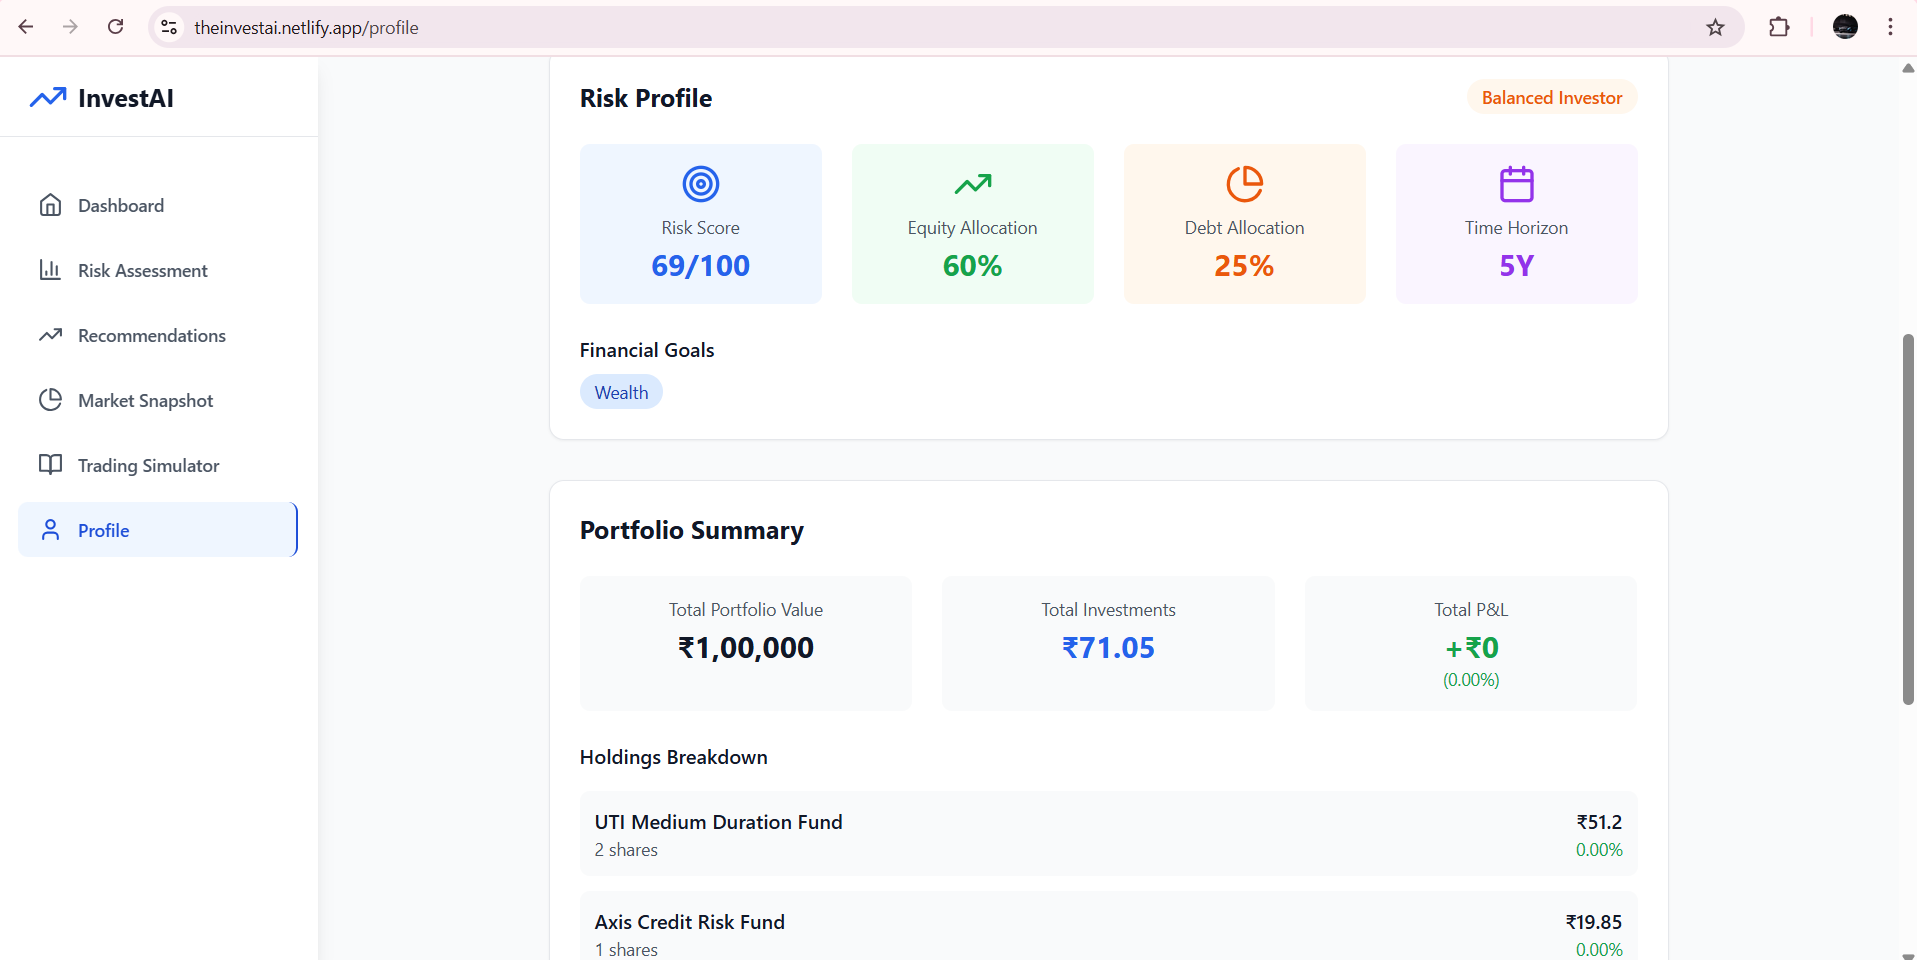 theinvestai.netlify.app/profile
InvestAI
Dashboard
Risk Assessment
Recommendations
Market Snapshot
Trading Simulator
Profile
Risk Profile
Balanced Investor
Risk Score
69/100
Equity Allocation
60%
Debt Allocation
25%
Time Horizon
5Y
Financial Goals
Wealth
Portfolio Summary
Total Portfolio Value
₹1,00,000
Total Investments
₹71.05
Total P&L
+₹0
(0.00%)
Holdings Breakdown
UTI Medium Duration Fund
₹51.2
2 shares
0.00%
Axis Credit Risk Fund
₹19.85
1 shares
0.00%